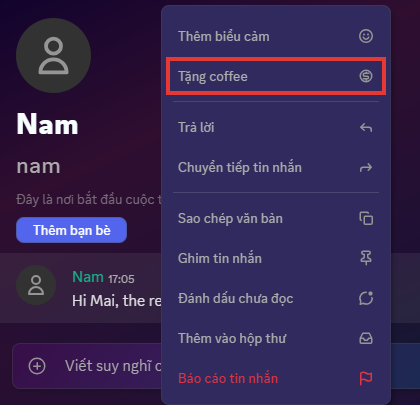 Nam
nam
Đây là nơi bắt đầu cuộc
Thêm bạn bè
Nam 17:05
Hi Mai, the
Viết suy nghĩ
Thêm biểu cảm
Tặng coffee
Trả lời
Chuyển tiếp tin nhắn
Sao chép văn bản
Ghim tin nhắn
Đánh dấu chưa đọc
Thêm vào hộp thư
Báo cáo tin nhắn